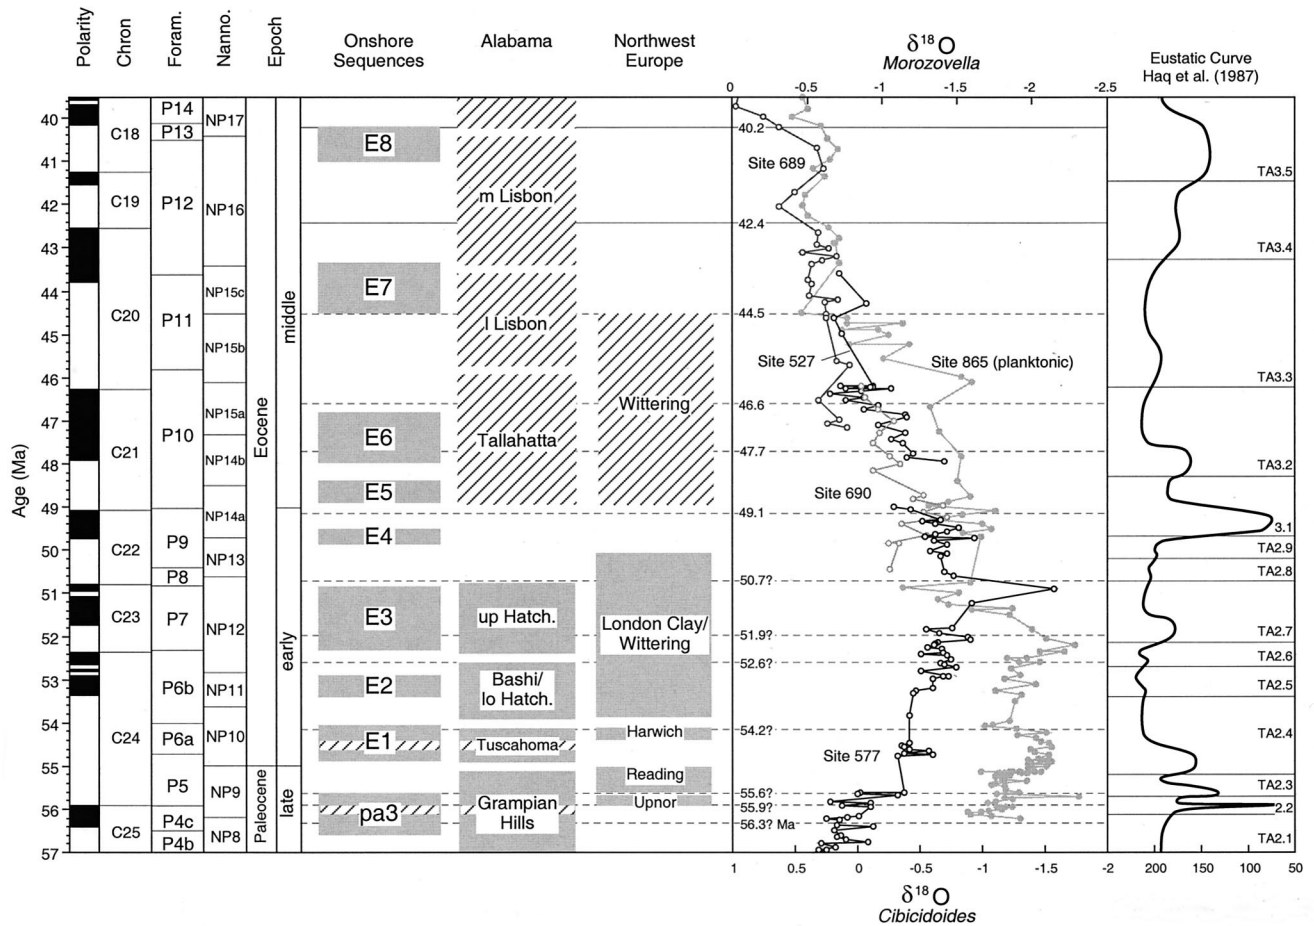 Polarity
Chron
Foram.
Nanno.
Epoch
Onshore
Sequences
Alabama
Northwest
Europe
δ18O
Morozovella
Eustatic Curve
Haq et al. (1987)
0
-0.5
-1
-1.5
-2
-2.5
Age (Ma)
40
41
42
43
44
45
46
47
48
49
50
51
52
53
54
55
56
57
C18
C19
C20
C21
C22
C23
C24
C25
P14
P13
P12
P11
P10
P9
P8
P7
P6b
P6a
P5
P4c
P4b
NP17
NP16
NP15c
NP15b
NP15a
NP14b
NP14a
NP13
NP12
NP11
NP10
NP9
NP8
Eocene
Paleocene
middle
early
late
E8
E7
E6
E5
E4
E3
E2
E1
pa3
m Lisbon
l Lisbon
Tallahatta
up Hatch.
Bashi/
lo Hatch.
Tuscahoma
Grampian
Hills
Wittering
London Clay/
Wittering
Harwich
Reading
Upnor
40.2
42.4
44.5
46.6
47.7
49.1
50.7?
51.9?
52.6?
54.2?
55.6?
55.9?
56.3? Ma
Site 689
Site 527
Site 865 (planktonic)
Site 690
Site 577
TA3.5
TA3.4
TA3.3
TA3.2
3.1
TA2.9
TA2.8
TA2.7
TA2.6
TA2.5
TA2.4
TA2.3
2.2
TA2.1
1
0.5
0
-0.5
-1
-1.5
-2
200
150
100
50
δ18O
Cibicidoides